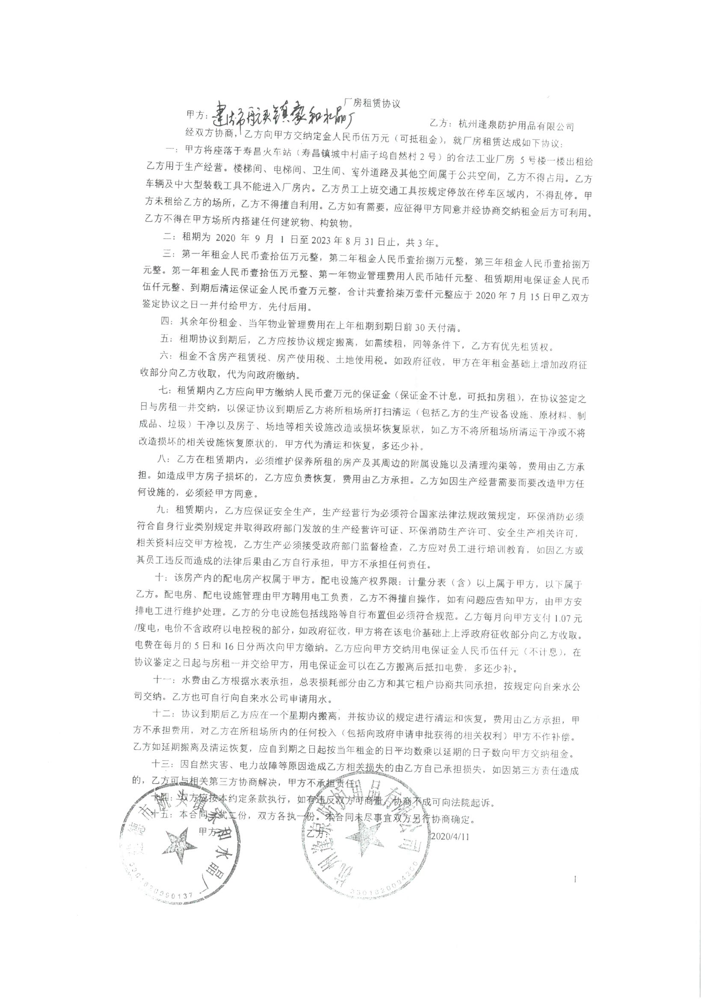 厂房租赁协议
甲方：建德市航头镇家和水晶厂
乙方：杭州逢泉防护用品有限公司
经双方协商，乙方向甲方交纳定金人民币伍万元（可抵租金），就厂房租赁达成如下协议：
一：甲方将座落于寿昌火车站（寿昌镇城中村庙子坞自然村2号）的合法工业厂房 5号楼一楼出租给
乙方用于生产经营。楼梯间、电梯间、卫生间、室外道路及其他空间属于公共空间，乙方不得占用。乙方
车辆及中大型装载工具不能进入厂房内。乙方员工上班交通工具按规定停放在停车区域内，不得乱停。甲
方未租给乙方的场所，乙方不得擅自利用。乙方如有需要，应征得甲方同意并经协商交纳租金后方可利用。
乙方不得在甲方场所内搭建任何建筑物、构筑物。
二：租期为 2020 年 9 月 1 日至2023年8月31日止，共3年。
三：第一年租金人民币壹拾伍万元整，第二年租金人民币壹拾捌万元整，第三年租金人民币壹拾捌万
元整。第一年租金人民币壹拾伍万元整、第一年物业管理费用人民币陆仟元整、租赁期用电保证金人民币
伍仟元整、到期后清运保证金人民币壹万元整，合计共壹拾柒万壹仟元整应于2020年7月15日甲乙双方
鉴定协议之日一并付给甲方，先付后用。
四：其余年份租金、当年物业管理费用在上年租期到期日前30天付清。
五：租期协议到期后，乙方应按协议规定搬离，如需续租，同等条件下，乙方有优先租赁权。
六：租金不含房产租赁税、房产使用税、土地使用税。如政府征收，甲方在年租金基础上增加政府征
收部分向乙方收取，代为向政府缴纳。
七：租赁期内乙方应向甲方缴纳人民币壹万元的保证金（保证金不计息，可抵扣房租），在协议签定之
日与房租一并交纳，以保证协议到期后乙方将所租场所打扫清运（包括乙方的生产设备设施、原材料、制
成品、垃圾）干净以及房子、场地等相关设施改造或损坏恢复原状，如乙方不将所租场所清运干净或不将
改造损坏的相关设施恢复原状的，甲方代为清运和恢复，多还少补。
八：乙方在租赁期内，必须维护保养所租的房产及其周边的附属设施以及清理沟渠等，费用由乙方承
担。如造成甲方房子损坏的，乙方应负责恢复，费用由乙方承担。乙方如因生产经营需要而要改造甲方任
何设施的，必须经甲方同意。
九：租赁期内，乙方应保证安全生产，生产经营行为必须符合国家法律法规政策规定，环保消防必须
符合自身行业类别规定并取得政府部门发放的生产经营许可证、环保消防生产许可、安全生产相关许可，
相关资料应交甲方检视，乙方生产必须接受政府部门监督检查，乙方应对员工进行培训教育，如因乙方或
其员工违反而造成的法律后果由乙方自行承担，甲方不承担任何责任。
十：该房产内的配电房产权属于甲方。配电设施产权界限：计量分表（含）以上属于甲方，以下属于
乙方。配电房、配电设施管理由甲方聘用电工负责，乙方不得擅自操作，如有问题应告知甲方，由甲方安
排电工进行维护处理。乙方的分电设施包括线路等自行布置但必须符合规范。乙方每月向甲方支付1.07元
/度电，电价不含政府以电控税的部分，如政府征收，甲方将在该电价基础上上浮政府征收部分向乙方收取。
电费在每月的5日和16日分两次向甲方缴纳。乙方应向甲方交纳用电保证金人民币伍仟元（不计息），在
协议鉴定之日起与房租一并交给甲方，用电保证金可以在乙方搬离后抵扣电费，多还少补。
十一：水费由乙方根据水表承担，总表损耗部分由乙方和其它租户协商共同承担，按规定向自来水公
司交纳。乙方也可自行向自来水公司申请用水。
十二：协议到期后乙方应在一个星期内搬离，并按协议的规定进行清运和恢复，费用由乙方承担，甲
方不承担费用，对乙方在所租场所内的任何投入（包括向政府申请申批获得的相关权利）甲方不作补偿。
乙方如延期搬离及清运恢复，应自到期之日起按当年租金的日平均数乘以延期的日子数向甲方交纳租金。
十三：因自然灾害、电力故障等原因造成乙方相关损失的由乙方自己承担损失，如因第三方责任造成
的，乙方可与相关第三方协商解决，甲方不承担责任。
十四：双方应按本约定条款执行，如有违反双方可商量，协商不成可向法院起诉。
十五：本合同一式二份，双方各执一份。本合同未尽事宜双方另行协商确定。
甲方：
乙方：
2020/4/11
建德市航头镇家和水晶厂
3301820090137
杭州逢泉防护用品有限公司
3301820094200
1